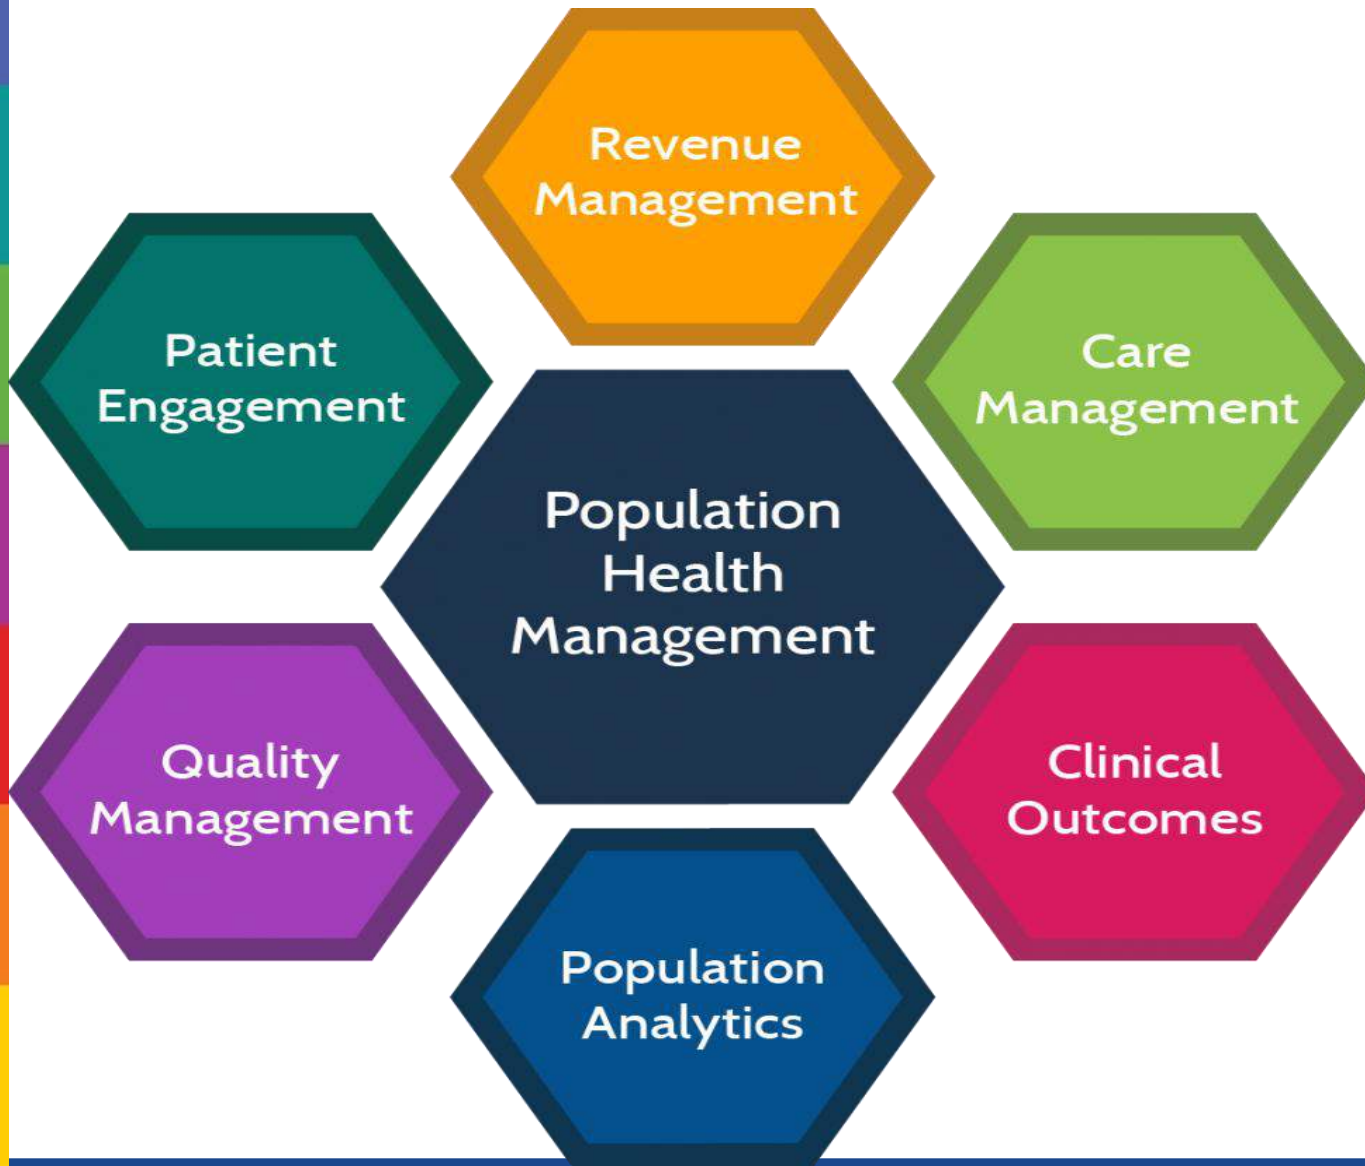 Revenue
Management
Patient
Engagement
Care
Management
Population
Health
Management
Quality
Management
Clinical
Outcomes
Population
Analytics